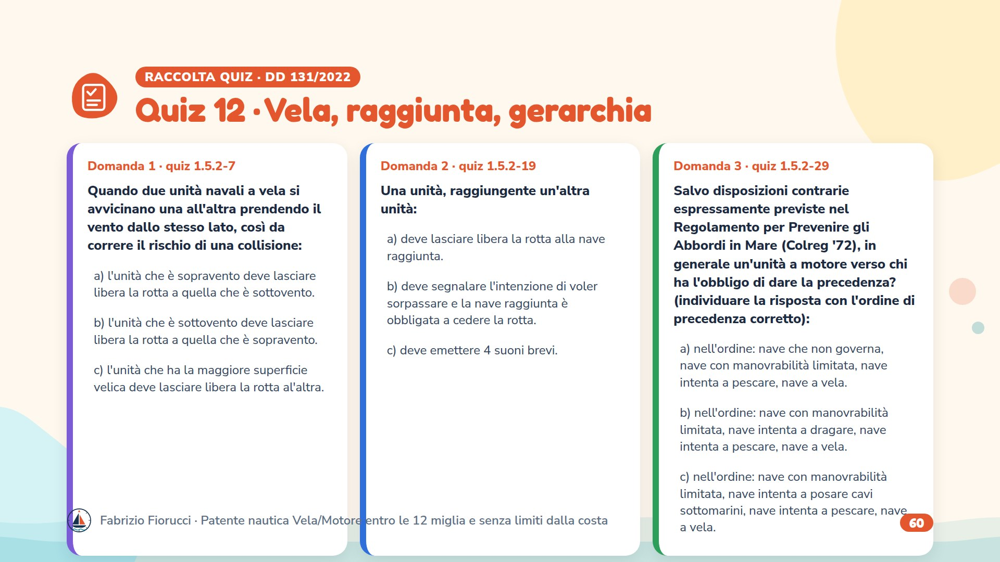 RACCOLTA QUIZ · DD 131/2022
Quiz 12 · Vela, raggiunta, gerarchia
Domanda 1 · quiz 1.5.2-7
Quando due unità navali a vela si
avvicinano una all'altra prendendo il
vento dallo stesso lato, così da
correre il rischio di una collisione:
a) l'unità che è sopravento deve lasciare
libera la rotta a quella che è sottovento.
b) l'unità che è sottovento deve lasciare
libera la rotta a quella che è sopravento.
c) l'unità che ha la maggiore superficie
velica deve lasciare libera la rotta al'altra.
Domanda 2 · quiz 1.5.2-19
Una unità, raggiungente un'altra
unità:
a) deve lasciare libera la rotta alla nave
raggiunta.
b) deve segnalare l'intenzione di voler
sorpassare e la nave raggiunta è
obbligata a cedere la rotta.
c) deve emettere 4 suoni brevi.
Domanda 3 · quiz 1.5.2-29
Salvo disposizioni contrarie
espressamente previste nel
Regolamento per Prevenire gli
Abbordi in Mare (Colreg '72), in
generale un'unità a motore verso chi
ha l'obbligo di dare la precedenza?
(individuare la risposta con l'ordine di
precedenza corretto):
a) nell'ordine: nave che non governa,
nave con manovrabilità limitata, nave
intenta a pescare, nave a vela.
b) nell'ordine: nave con manovrabilità
limitata, nave intenta a dragare, nave
intenta a pescare, nave a vela.
c) nell'ordine: nave con manovrabilità
limitata, nave intenta a posare cavi
sottomarini, nave intenta a pescare, nave
a vela.
Fabrizio Fiorucci · Patente nautica Vela/Motore entro le 12 miglia e senza limiti dalla costa
60